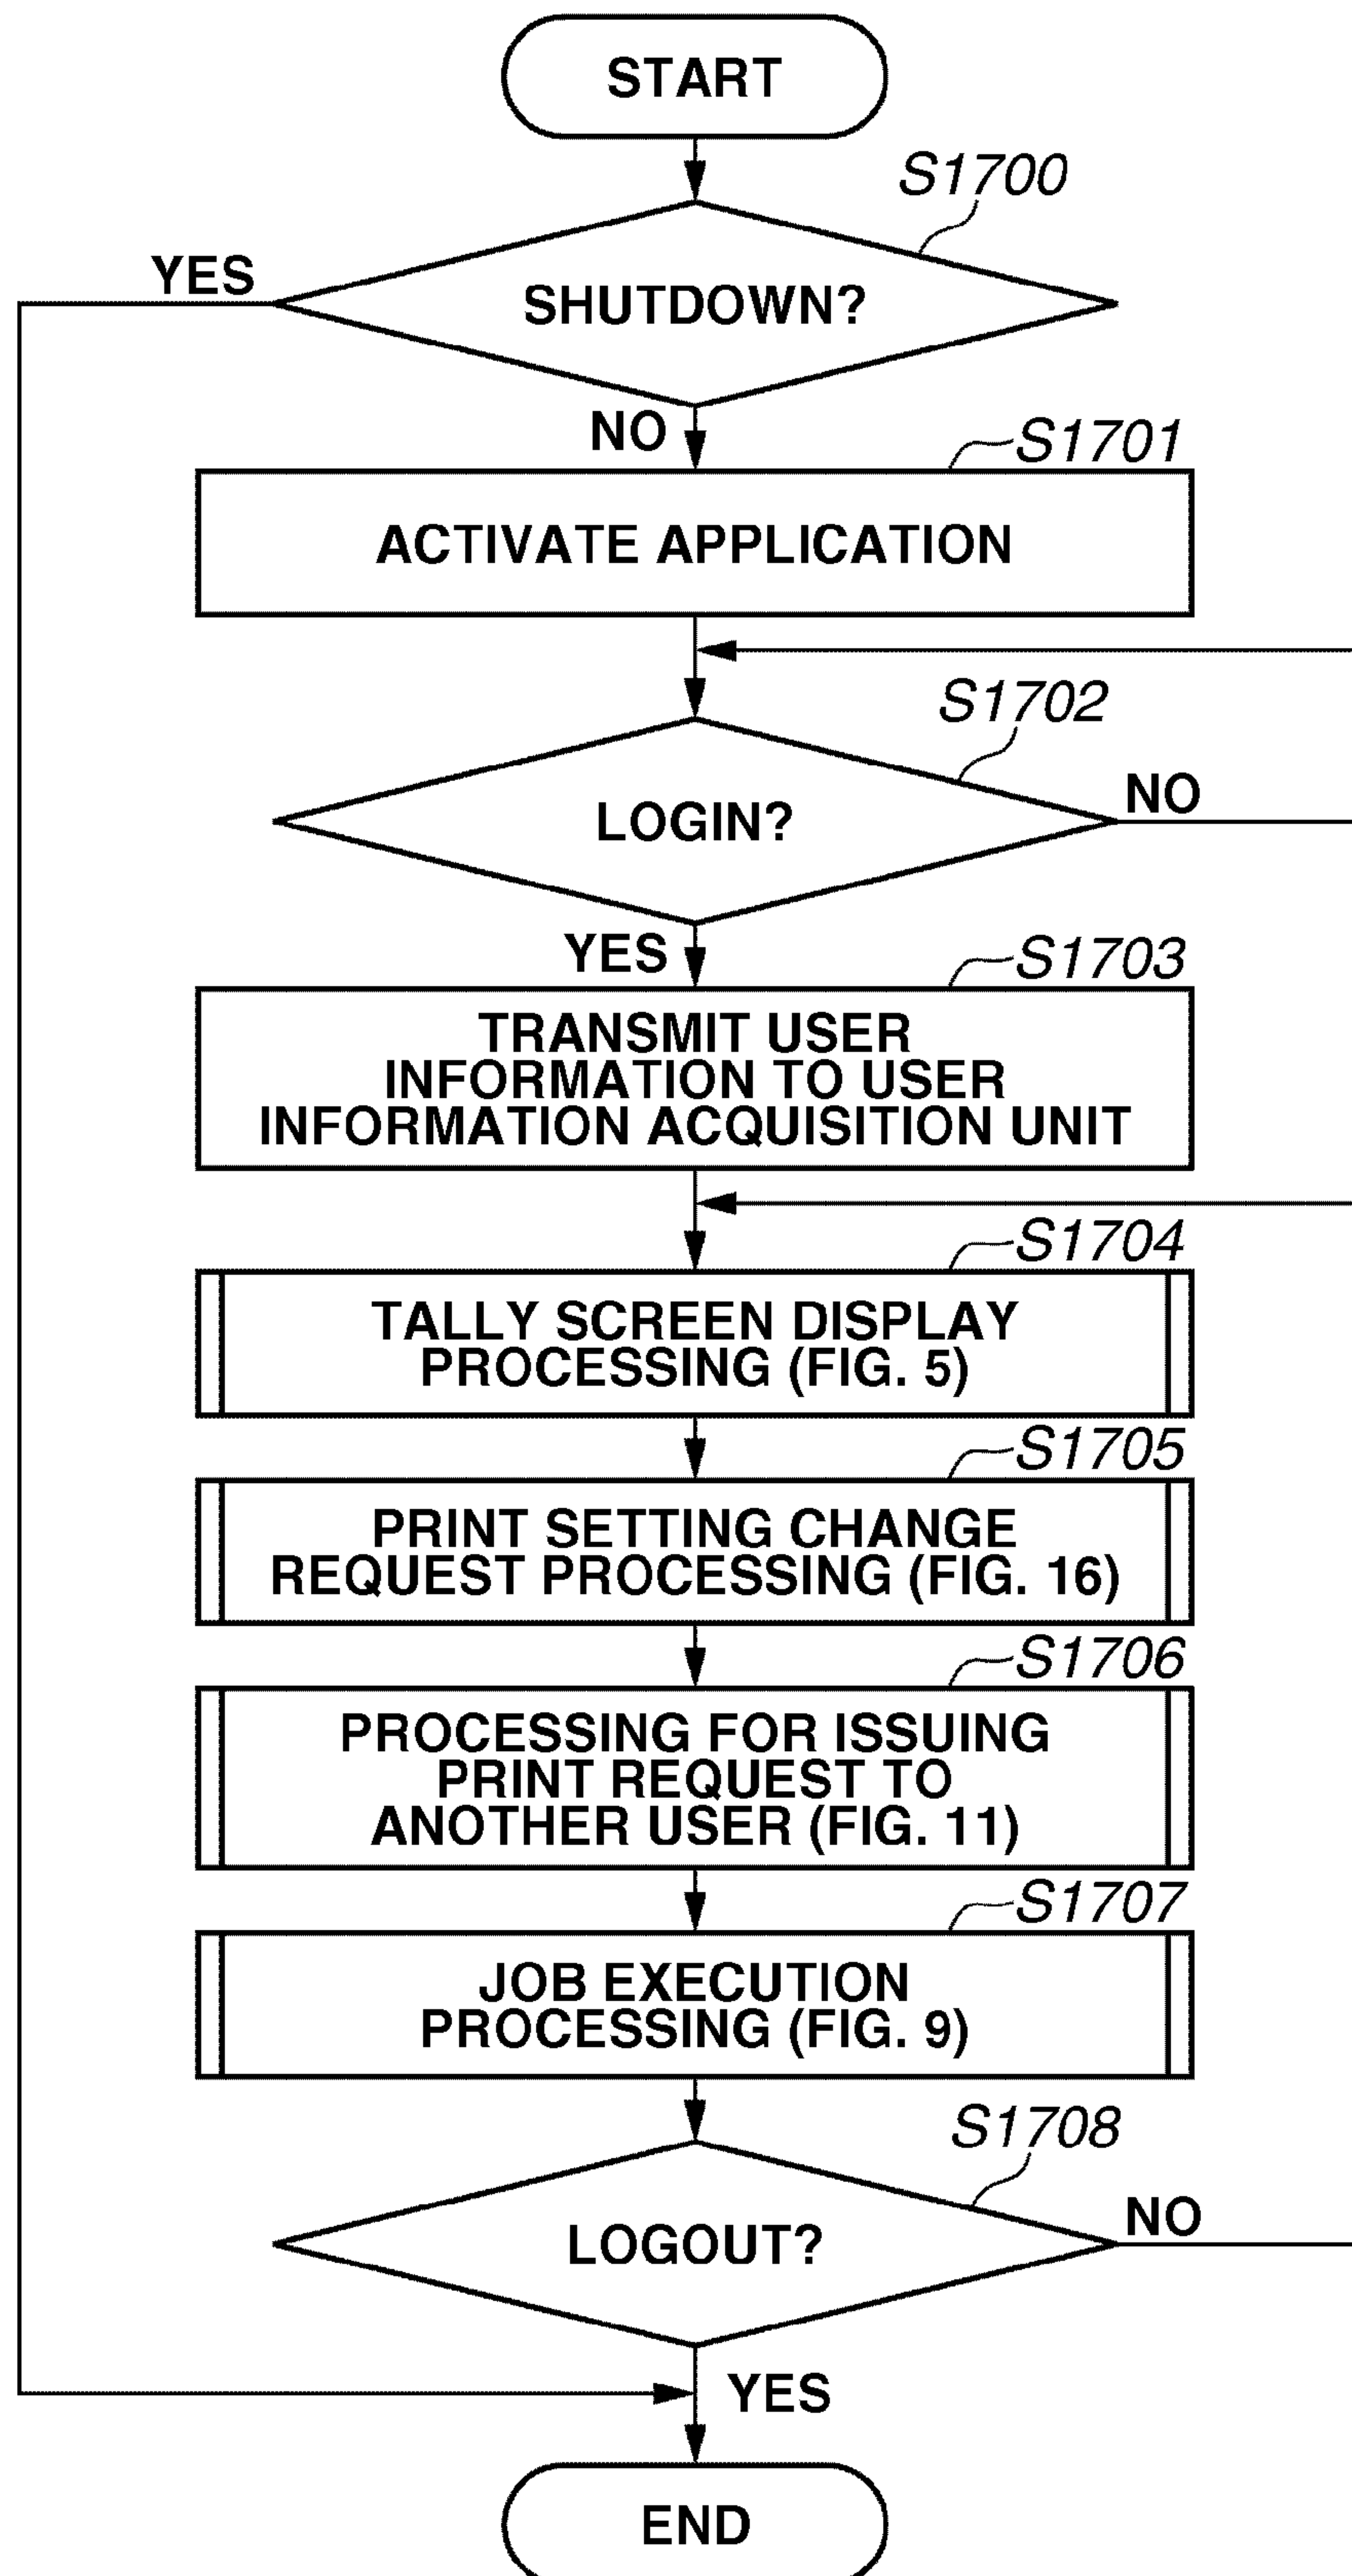 START
S1700
YES
SHUTDOWN?
NO
S1701
ACTIVATE APPLICATION
S1702
LOGIN?
NO
YES
S1703
TRANSMIT USER
INFORMATION TO USER
INFORMATION ACQUISITION UNIT
S1704
TALLY SCREEN DISPLAY
PROCESSING (FIG. 5)
S1705
PRINT SETTING CHANGE
REQUEST PROCESSING (FIG. 16)
S1706
PROCESSING FOR ISSUING
PRINT REQUEST TO
ANOTHER USER (FIG. 11)
S1707
JOB EXECUTION
PROCESSING (FIG. 9)
S1708
LOGOUT?
NO
YES
END